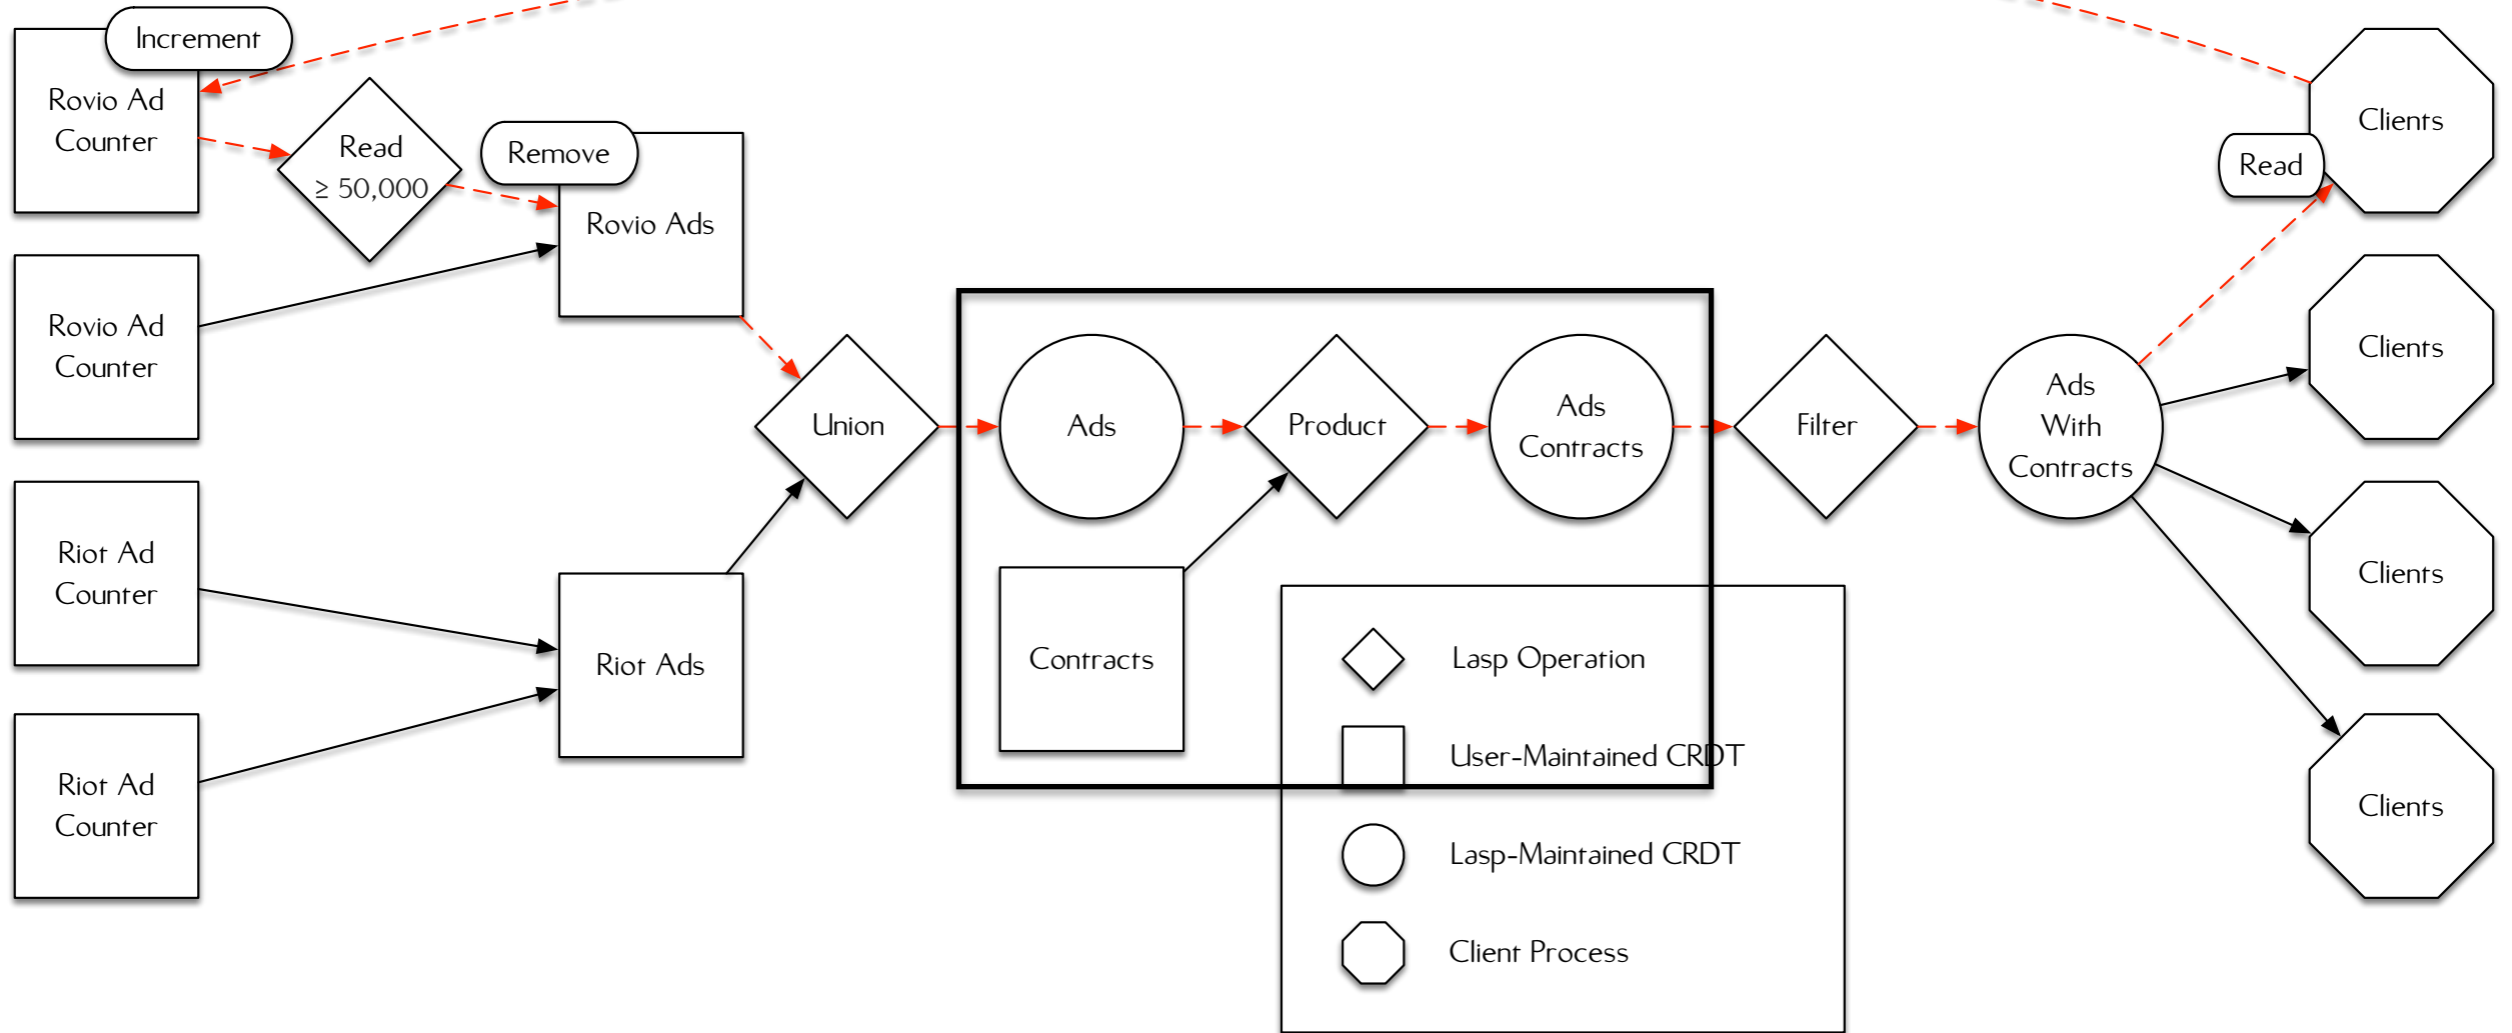 Increment
Rovio Ad
Counter
Read
≥ 50,000
Remove
Rovio Ads
Rovio Ad
Counter
Riot Ad
Counter
Riot Ad
Counter
Riot Ads
Union
Ads
Product
Ads
Contracts
Contracts
Filter
Ads
With
Contracts
Read
Clients
Clients
Clients
Clients
Lasp Operation
User-Maintained CRDT
Lasp-Maintained CRDT
Client Process